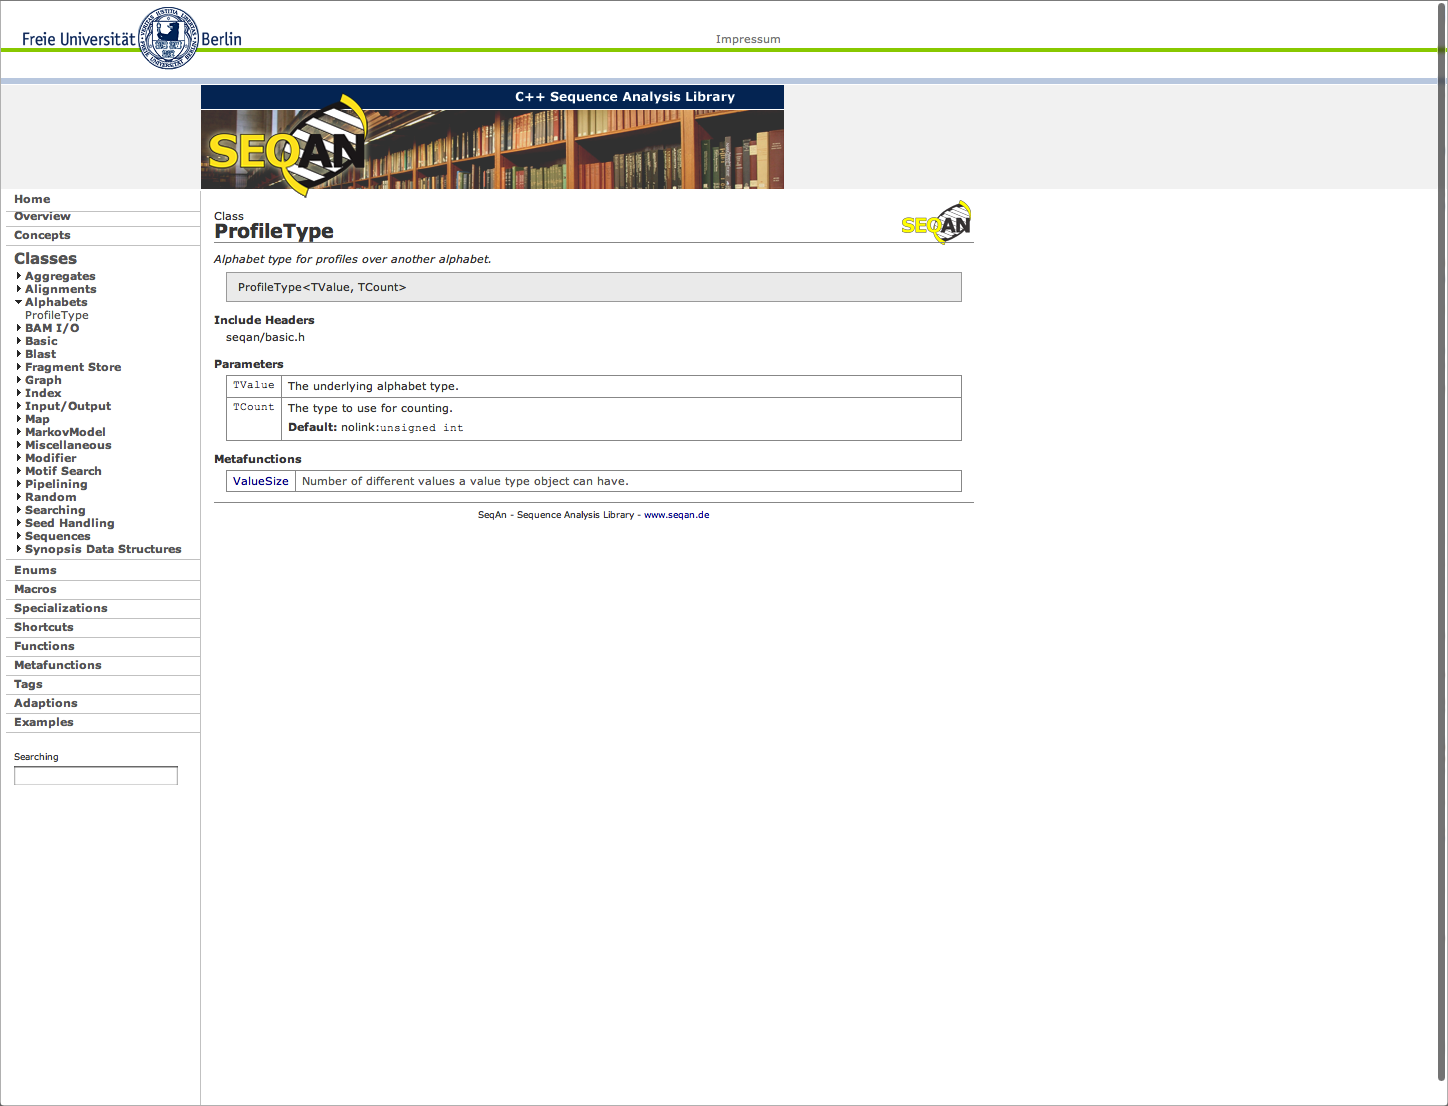 Freie Universität Berlin
Impressum
C++ Sequence Analysis Library
SEQAN
Home
Overview
Concepts
Classes
Aggregates
Alignments
Alphabets
ProfileType
BAM I/O
Basic
Blast
Fragment Store
Graph
Index
Input/Output
Map
MarkovModel
Miscellaneous
Modifier
Motif Search
Pipelining
Random
Searching
Seed Handling
Sequences
Synopsis Data Structures
Enums
Macros
Specializations
Shortcuts
Functions
Metafunctions
Tags
Adaptions
Examples
Searching
Class
ProfileType
SEQAN
Alphabet type for profiles over another alphabet.
ProfileType<TValue, TCount>
Include Headers
seqan/basic.h
Parameters
TValue The underlying alphabet type.
TCount The type to use for counting.
Default: nolink:unsigned int
Metafunctions
ValueSize Number of different values a value type object can have.
SeqAn - Sequence Analysis Library - www.seqan.de